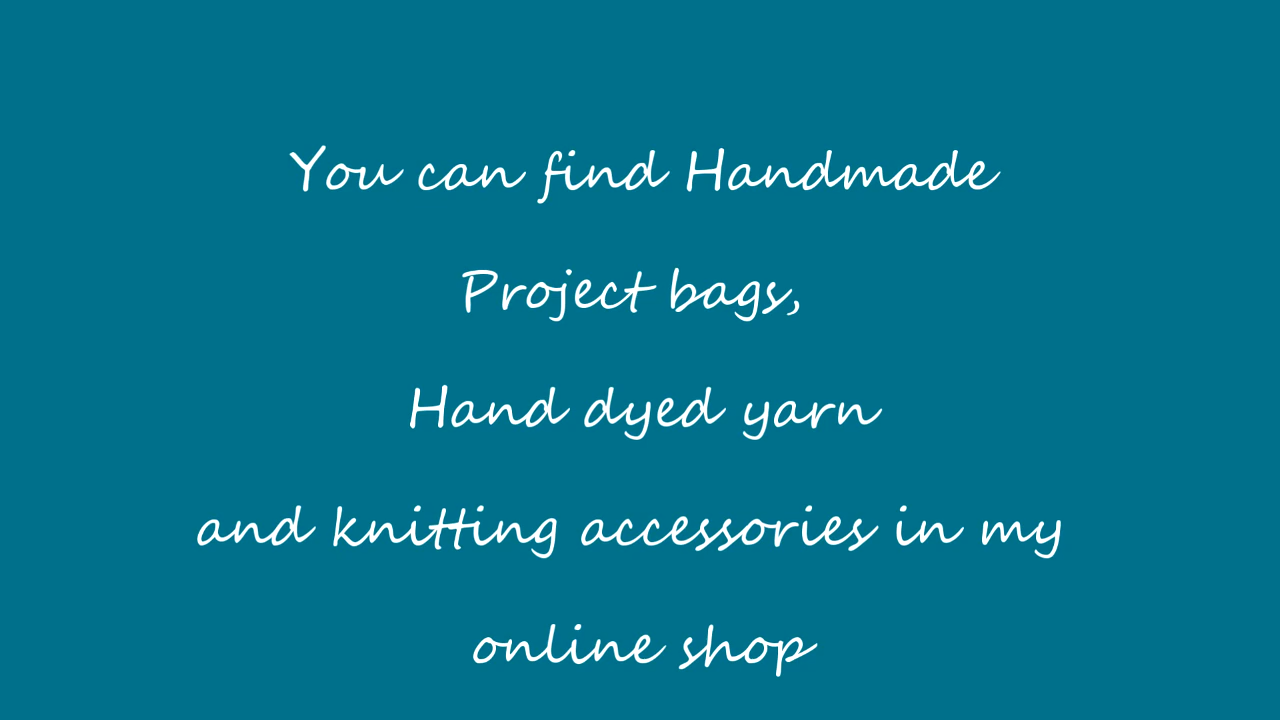 You can find Handmade
Project bags,
Hand dyed yarn
and knitting accessories in my
online shop